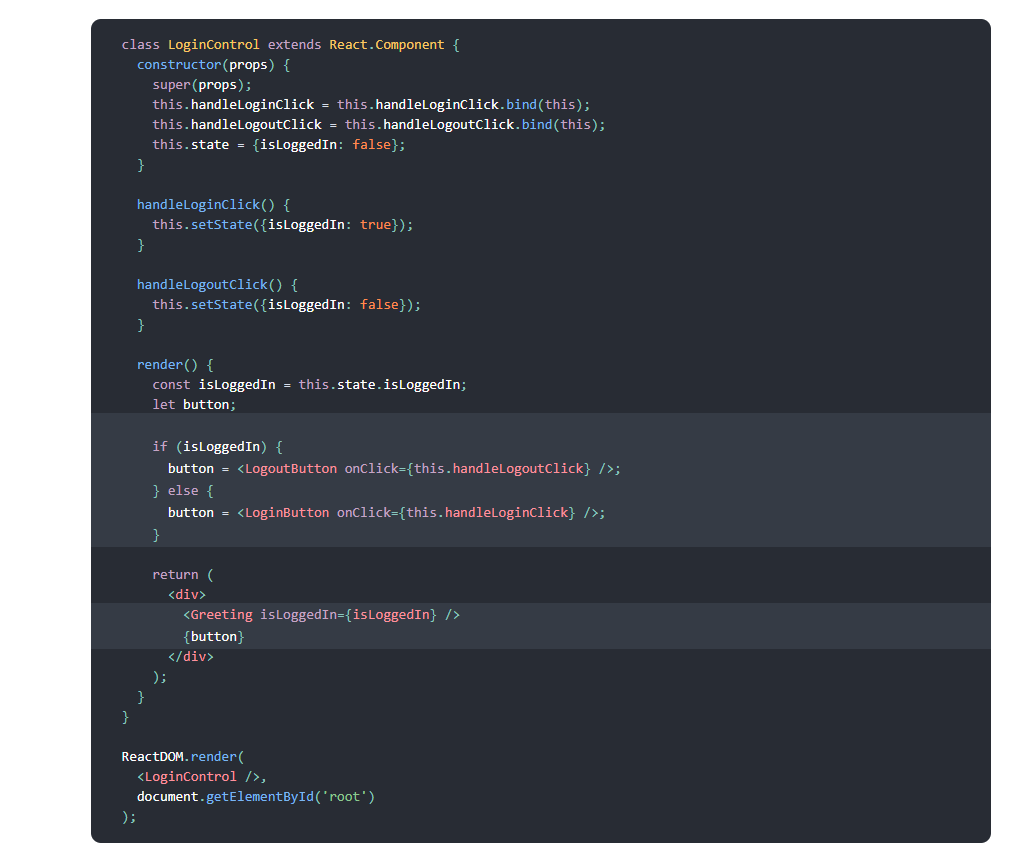 class LoginControl extends React.Component {
  constructor(props) {
    super(props);
    this.handleLoginClick = this.handleLoginClick.bind(this);
    this.handleLogoutClick = this.handleLogoutClick.bind(this);
    this.state = {isLoggedIn: false};
  }

  handleLoginClick() {
    this.setState({isLoggedIn: true});
  }

  handleLogoutClick() {
    this.setState({isLoggedIn: false});
  }

  render() {
    const isLoggedIn = this.state.isLoggedIn;
    let button;

    if (isLoggedIn) {
      button = <LogoutButton onClick={this.handleLogoutClick} />;
    } else {
      button = <LoginButton onClick={this.handleLoginClick} />;
    }

    return (
      <div>
        <Greeting isLoggedIn={isLoggedIn} />
        {button}
      </div>
    );
  }
}

ReactDOM.render(
  <LoginControl />,
  document.getElementById('root')
);